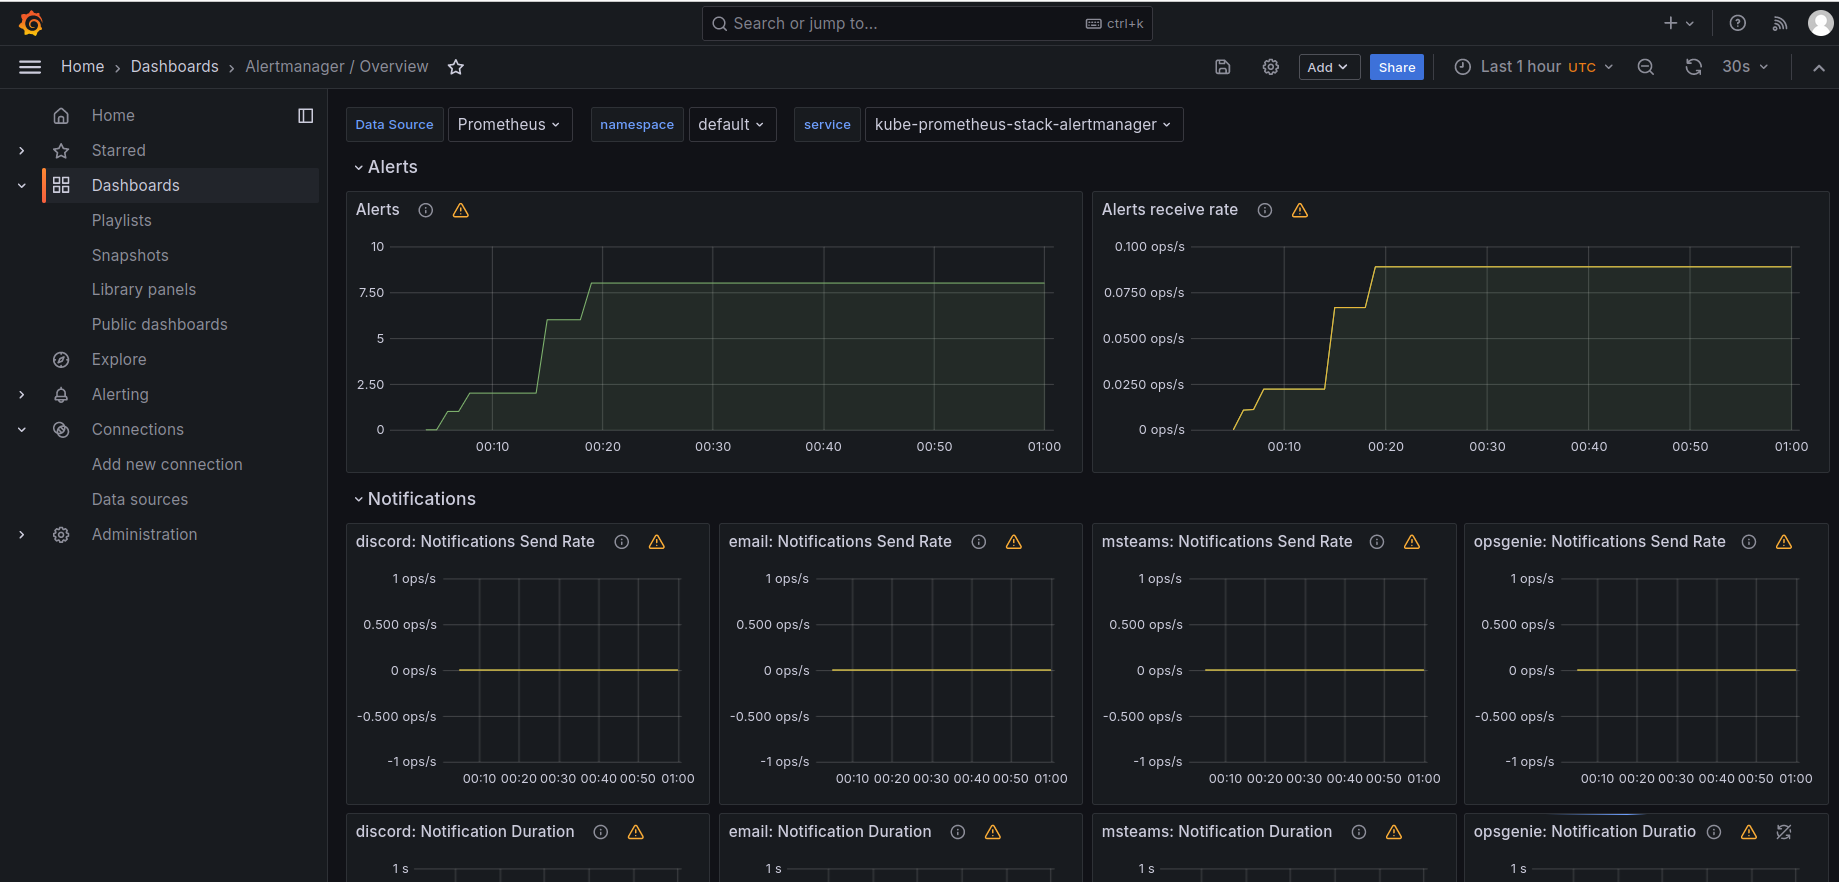 Search or jump to... ctrl+k
Home › Dashboards › Alertmanager / Overview Add Share Last 1 hour UTC 30s
Home
Starred
Dashboards
Playlists
Snapshots
Library panels
Public dashboards
Explore
Alerting
Connections
Add new connection
Data sources
Administration
Data Source Prometheus namespace default service kube-prometheus-stack-alertmanager
Alerts
Alerts
10
7.50
5
2.50
0
00:10 00:20 00:30 00:40 00:50 01:00
Alerts receive rate
0.100 ops/s
0.0750 ops/s
0.0500 ops/s
0.0250 ops/s
0 ops/s
00:10 00:20 00:30 00:40 00:50 01:00
Notifications
discord: Notifications Send Rate
1 ops/s
0.500 ops/s
0 ops/s
-0.500 ops/s
-1 ops/s
00:10 00:20 00:30 00:40 00:50 01:00
email: Notifications Send Rate
1 ops/s
0.500 ops/s
0 ops/s
-0.500 ops/s
-1 ops/s
00:10 00:20 00:30 00:40 00:50 01:00
msteams: Notifications Send Rate
1 ops/s
0.500 ops/s
0 ops/s
-0.500 ops/s
-1 ops/s
00:10 00:20 00:30 00:40 00:50 01:00
opsgenie: Notifications Send Rate
1 ops/s
0.500 ops/s
0 ops/s
-0.500 ops/s
-1 ops/s
00:10 00:20 00:30 00:40 00:50 01:00
discord: Notification Duration
1 s
email: Notification Duration
1 s
msteams: Notification Duration
1 s
opsgenie: Notification Duratio
1 s